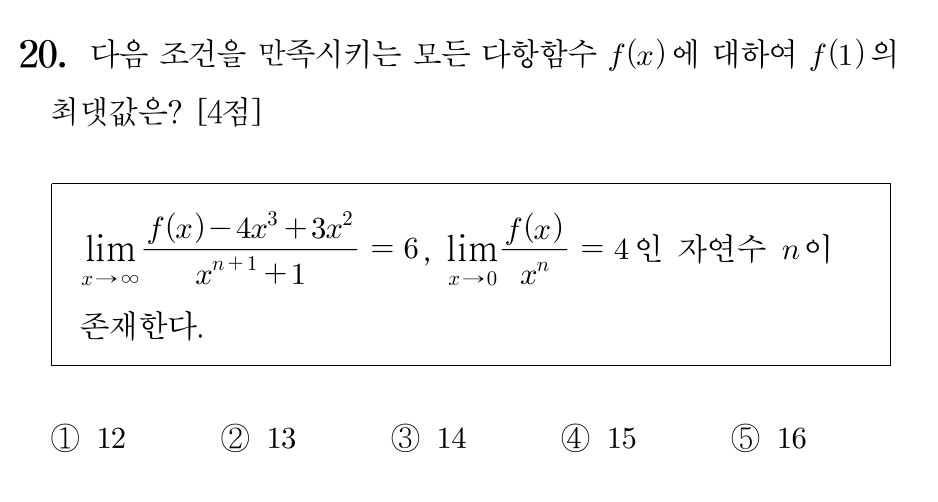 20. 다음 조건을 만족시키는 모든 다항함수 f(x)에 대하여 f(1)의
최댓값은? [4점]
lim_{x→∞} \frac{f(x)-4x^3+3x^2}{x^{n+1}+1} = 6, lim_{x→0} \frac{f(x)}{x^n} = 4인 자연수 n이
존재한다.
① 12 ② 13 ③ 14 ④ 15 ⑤ 16